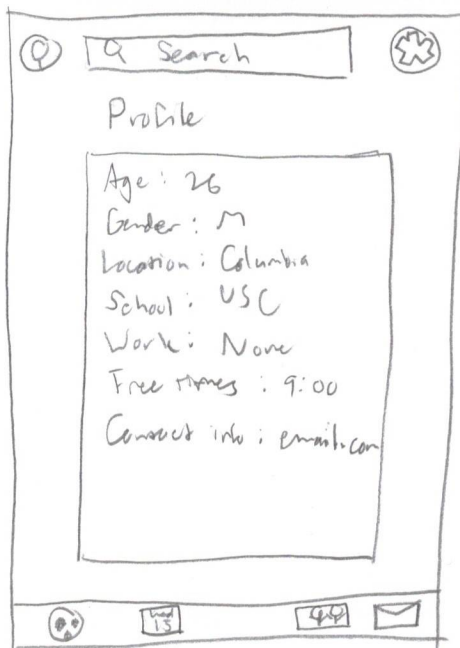 Search
Profile
Age: 26
Gender: M
Location: Columbia
School: USC
Work: None
Free times: 9:00
Contact info: email.com
Wed
15